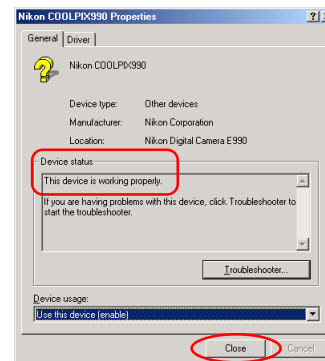 Nikon COOLPIX990 Properties
General
Driver
Nikon COOLPIX990
Device type: Other devices
Manufacturer: Nikon Corporation
Location: Nikon Digital Camera E990
Device status
This device is working properly.
If you are having problems with this device, click Troubleshooter to
start the troubleshooter.
Troubleshooter...
Device usage:
Use this device (enable)
Close
Cancel